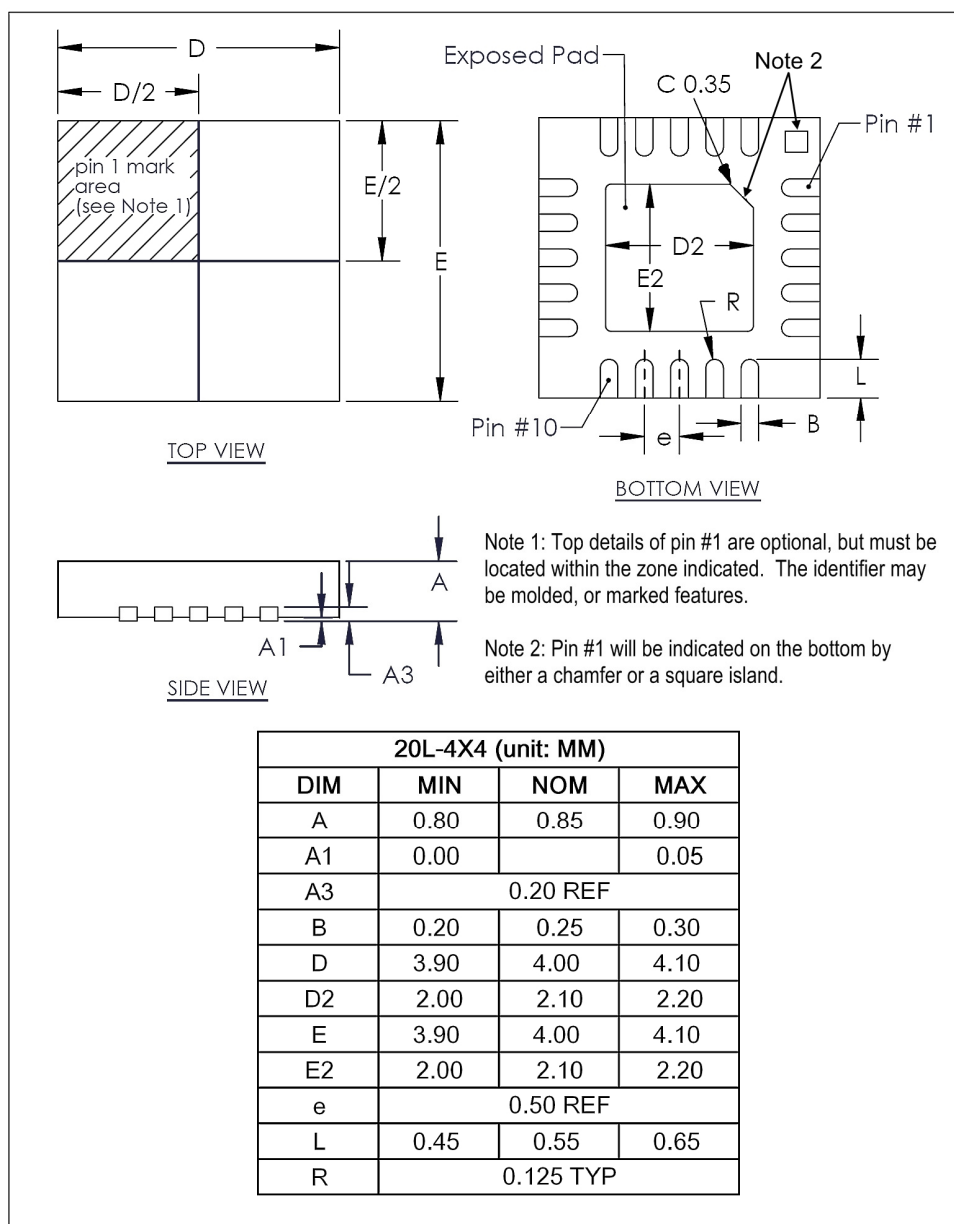 D
D/2
pin 1 mark
area
(see Note 1)
E/2
E
TOP VIEW
Exposed Pad
C 0.35
Note 2
Pin #1
D2
E2
R
L
Pin #10
e
B
BOTTOM VIEW
A
A1
A3
SIDE VIEW
Note 1: Top details of pin #1 are optional, but must be
located within the zone indicated. The identifier may
be molded, or marked features.
Note 2: Pin #1 will be indicated on the bottom by
either a chamfer or a square island.
20L-4X4 (unit: MM)
DIM MIN NOM MAX
A 0.80 0.85 0.90
A1 0.00 0.05
A3 0.20 REF
B 0.20 0.25 0.30
D 3.90 4.00 4.10
D2 2.00 2.10 2.20
E 3.90 4.00 4.10
E2 2.00 2.10 2.20
e 0.50 REF
L 0.45 0.55 0.65
R 0.125 TYP